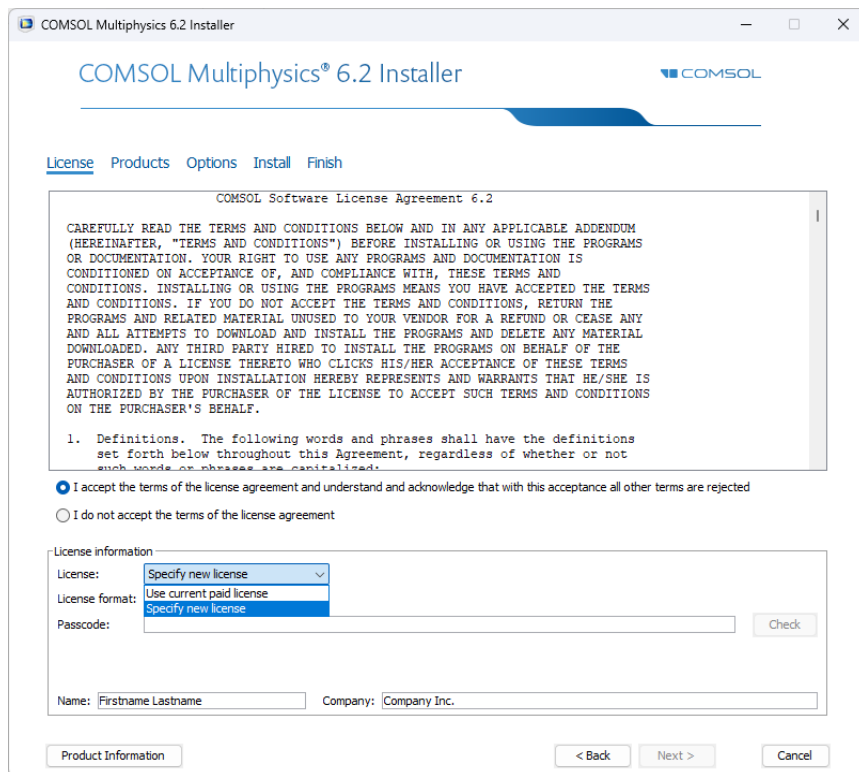 COMSOL Multiphysics 6.2 Installer
COMSOL Multiphysics® 6.2 Installer
COMSOL
License Products Options Install Finish
COMSOL Software License Agreement 6.2
CAREFULLY READ THE TERMS AND CONDITIONS BELOW AND IN ANY APPLICABLE ADDENDUM
(HEREINAFTER, "TERMS AND CONDITIONS") BEFORE INSTALLING OR USING THE PROGRAMS
OR DOCUMENTATION. YOUR RIGHT TO USE ANY PROGRAMS AND DOCUMENTATION IS
CONDITIONED ON ACCEPTANCE OF, AND COMPLIANCE WITH, THESE TERMS AND
CONDITIONS. INSTALLING OR USING THE PROGRAMS MEANS YOU HAVE ACCEPTED THE TERMS
AND CONDITIONS. IF YOU DO NOT ACCEPT THE TERMS AND CONDITIONS, RETURN THE
PROGRAMS AND RELATED MATERIAL UNUSED TO YOUR VENDOR FOR A REFUND OR CEASE ANY
AND ALL ATTEMPTS TO DOWNLOAD AND INSTALL THE PROGRAMS AND DELETE ANY MATERIAL
DOWNLOADED. ANY THIRD PARTY HIRED TO INSTALL THE PROGRAMS ON BEHALF OF THE
PURCHASER OF A LICENSE THERETO WHO CLICKS HIS/HER ACCEPTANCE OF THESE TERMS
AND CONDITIONS UPON INSTALLATION HEREBY REPRESENTS AND WARRANTS THAT HE/SHE IS
AUTHORIZED BY THE PURCHASER OF THE LICENSE TO ACCEPT SUCH TERMS AND CONDITIONS
ON THE PURCHASER'S BEHALF.
1. Definitions. The following words and phrases shall have the definitions
set forth below throughout this Agreement, regardless of whether or not
such words or phrases are capitalized:
I accept the terms of the license agreement and understand and acknowledge that with this acceptance all other terms are rejected
I do not accept the terms of the license agreement
License information
License: Specify new license
Use current paid license
License format: Specify new license
Passcode: Check
Name: Firstname Lastname Company: Company Inc.
Product Information < Back Next > Cancel